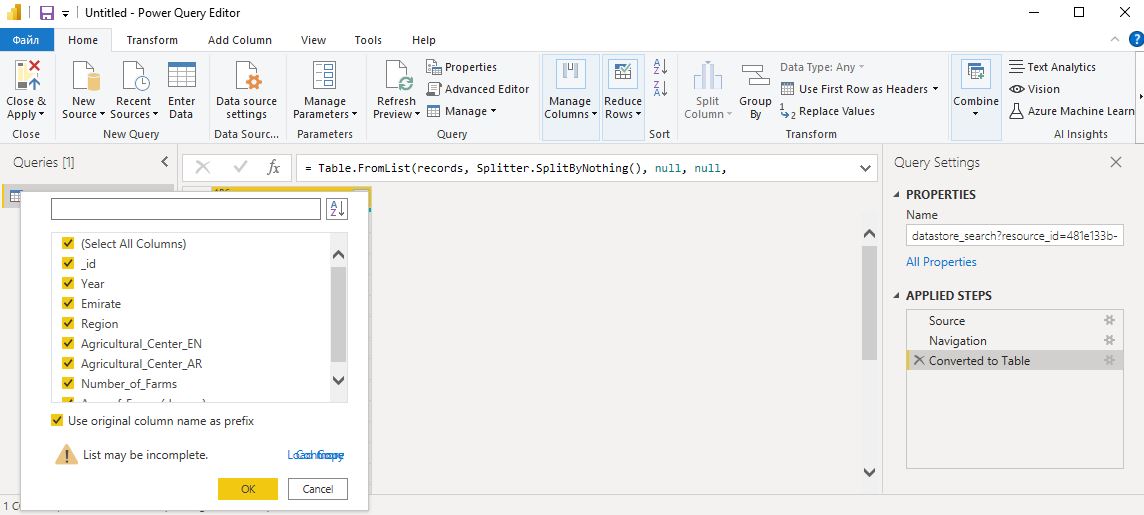 Untitled - Power Query Editor
Файл Home Transform Add Column View Tools Help
Close & Apply
New Source
Recent Sources
Enter Data
Data source settings
Manage Parameters
Refresh Preview
Properties
Advanced Editor
Manage
Manage Columns
Reduce Rows
Split Column
Group By
Data Type: Any
Use First Row as Headers
Replace Values
Combine
Text Analytics
Vision
Azure Machine Learn
Close New Query Data Sourc... Parameters Query Sort Transform AI Insights
Queries [1]
= Table.FromList(records, Splitter.SplitByNothing(), null, null,
(Select All Columns)
_id
Year
Emirate
Region
Agricultural_Center_EN
Agricultural_Center_AR
Number_of_Farms
Use original column name as prefix
List may be incomplete.
OK Cancel
Query Settings
PROPERTIES
Name
datastore_search?resource_id=481e133b-
All Properties
APPLIED STEPS
Source
Navigation
Converted to Table